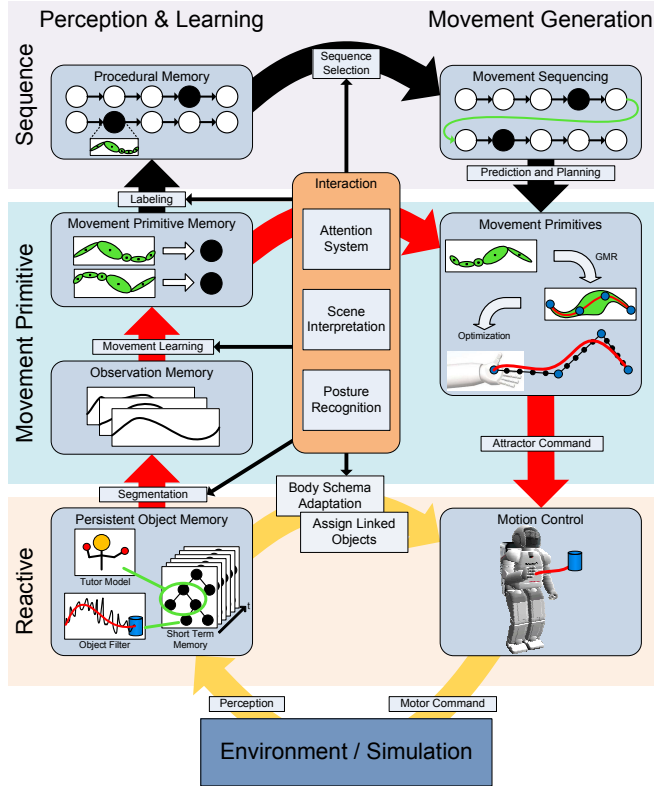 Perception & Learning
Movement Generation
Sequence
Procedural Memory
Sequence
Selection
Movement Sequencing
Prediction and Planning
Labeling
Interaction
Movement Primitive
Movement Primitive Memory
Attention
System
Movement Primitives
GMR
Scene
Interpretation
Optimization
Movement Learning
Observation Memory
Posture
Recognition
Attractor Command
Segmentation
Body Schema
Adaptation
Assign Linked
Objects
Reactive
Persistent Object Memory
Tutor Model
Object Filter
Short Term
Memory
t
Motion Control
Perception
Motor Command
Environment / Simulation